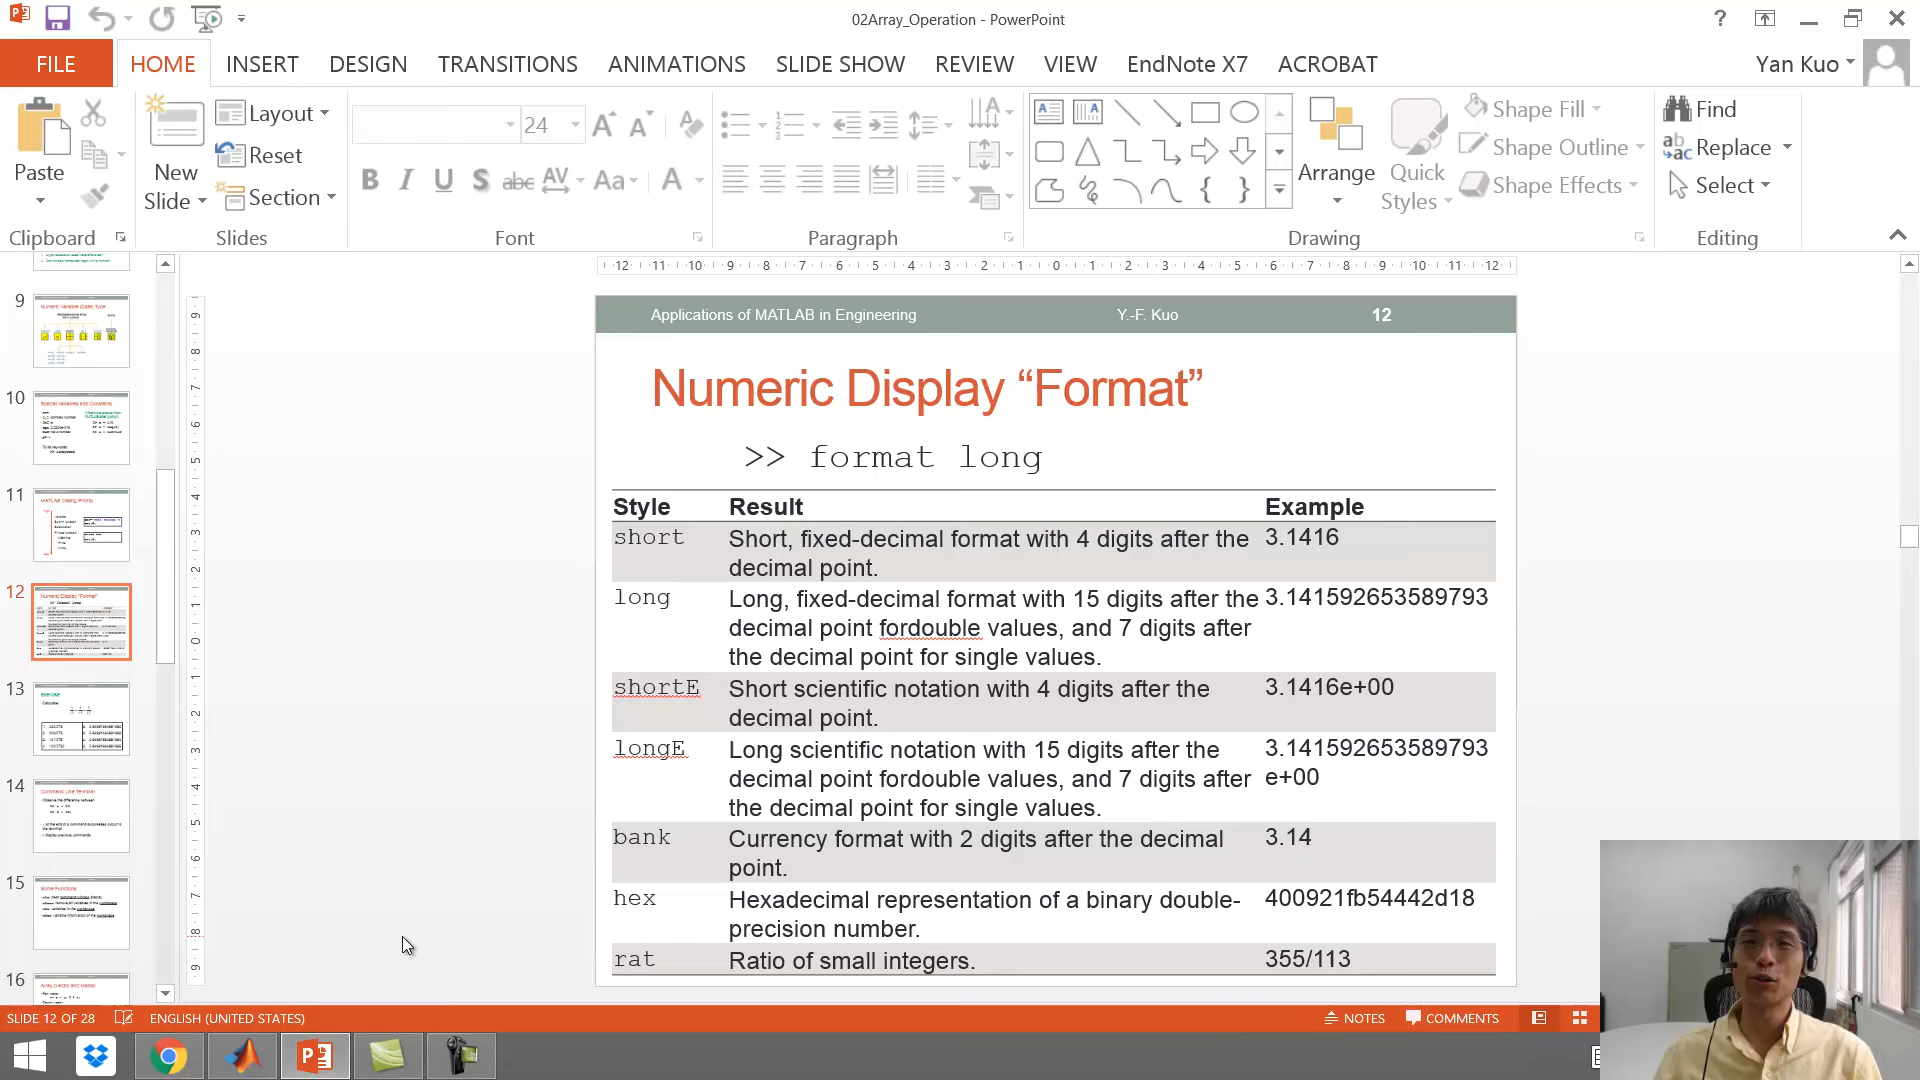 02Array_Operation - PowerPoint
FILE HOME INSERT DESIGN TRANSITIONS ANIMATIONS SLIDE SHOW REVIEW VIEW EndNote X7 ACROBAT Yan Kuo
Paste
New Slide
Layout
Reset
Section
24
Arrange
Quick Styles
Shape Fill
Shape Outline
Shape Effects
Find
Replace
Select
Clipboard Slides Font Paragraph Drawing Editing
9
10
11
12
13
14
15
16
Applications of MATLAB in Engineering Y.-F. Kuo 12
Numeric Display “Format”
>> format long
Style Result Example
short Short, fixed-decimal format with 4 digits after the 3.1416
decimal point.
long Long, fixed-decimal format with 15 digits after the 3.141592653589793
decimal point fordouble values, and 7 digits after
the decimal point for single values.
shortE Short scientific notation with 4 digits after the 3.1416e+00
decimal point.
longE Long scientific notation with 15 digits after the 3.141592653589793
decimal point fordouble values, and 7 digits after e+00
the decimal point for single values.
bank Currency format with 2 digits after the decimal 3.14
point.
hex Hexadecimal representation of a binary double- 400921fb54442d18
precision number.
rat Ratio of small integers. 355/113
SLIDE 12 OF 28 ENGLISH (UNITED STATES) NOTES COMMENTS